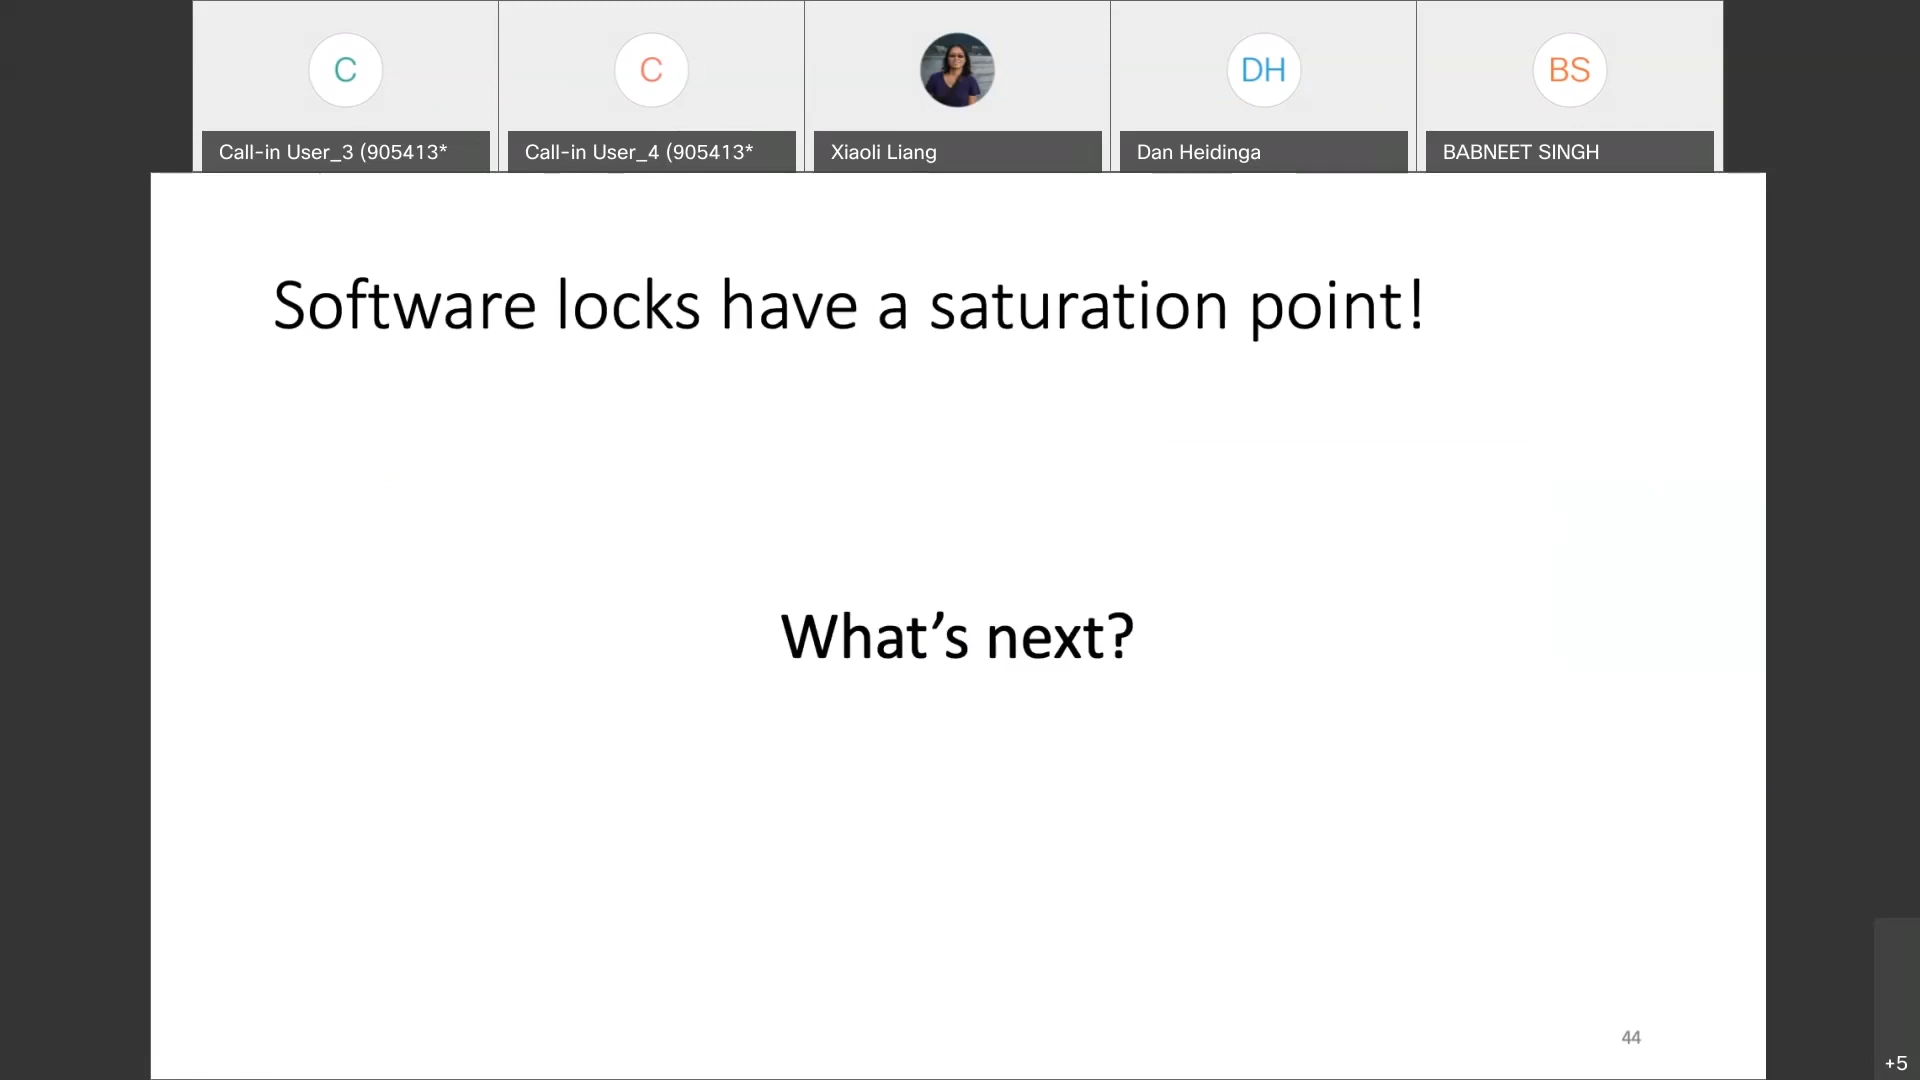 C
C
DH
BS
Call-in User_3 (905413*
Call-in User_4 (905413*
Xiaoli Liang
Dan Heidinga
BABNEET SINGH
Software locks have a saturation point!
What’s next?
44
+5